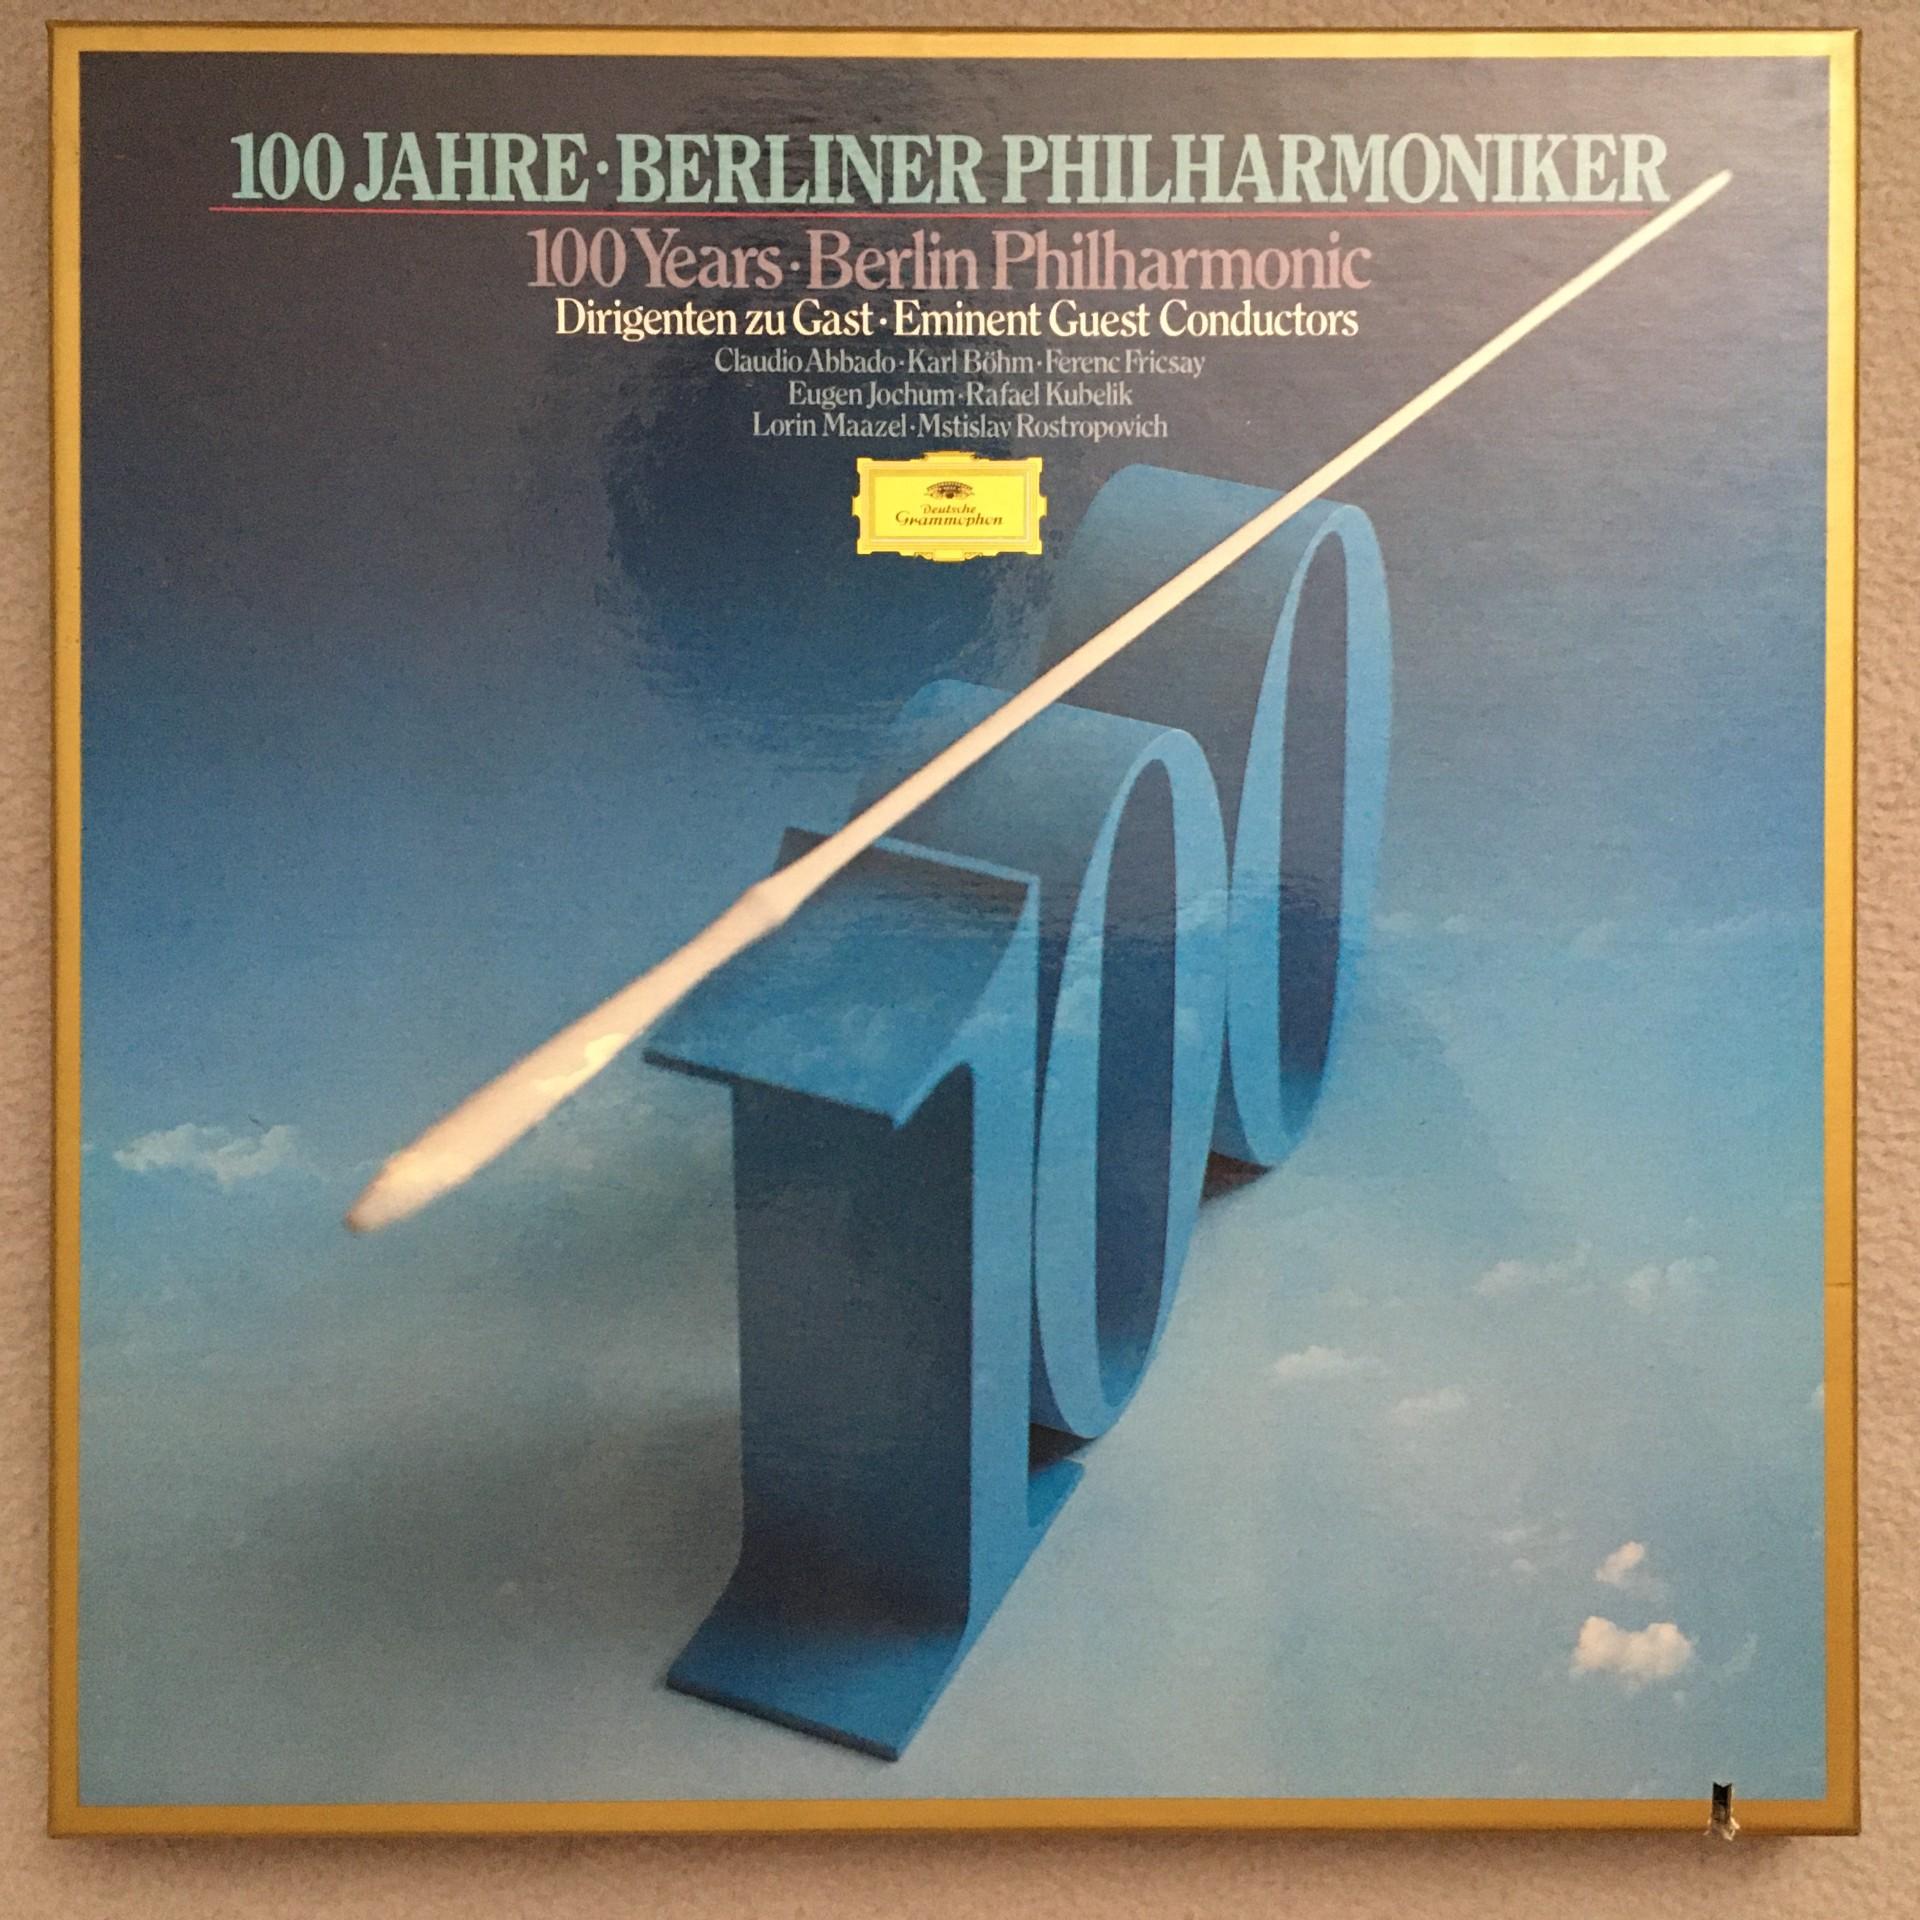 100 JAHRE·BERLINER PHILHARMONIKER
100 Years·Berlin Philharmonic
Dirigenten zu Gast·Eminent Guest Conductors
Claudio Abbado·Karl Böhm·Ferenc Fricsay
Eugen Jochum·Rafael Kubelik
Lorin Maazel·Mstislav Rostropovich
Deutsche
Grammophon
100